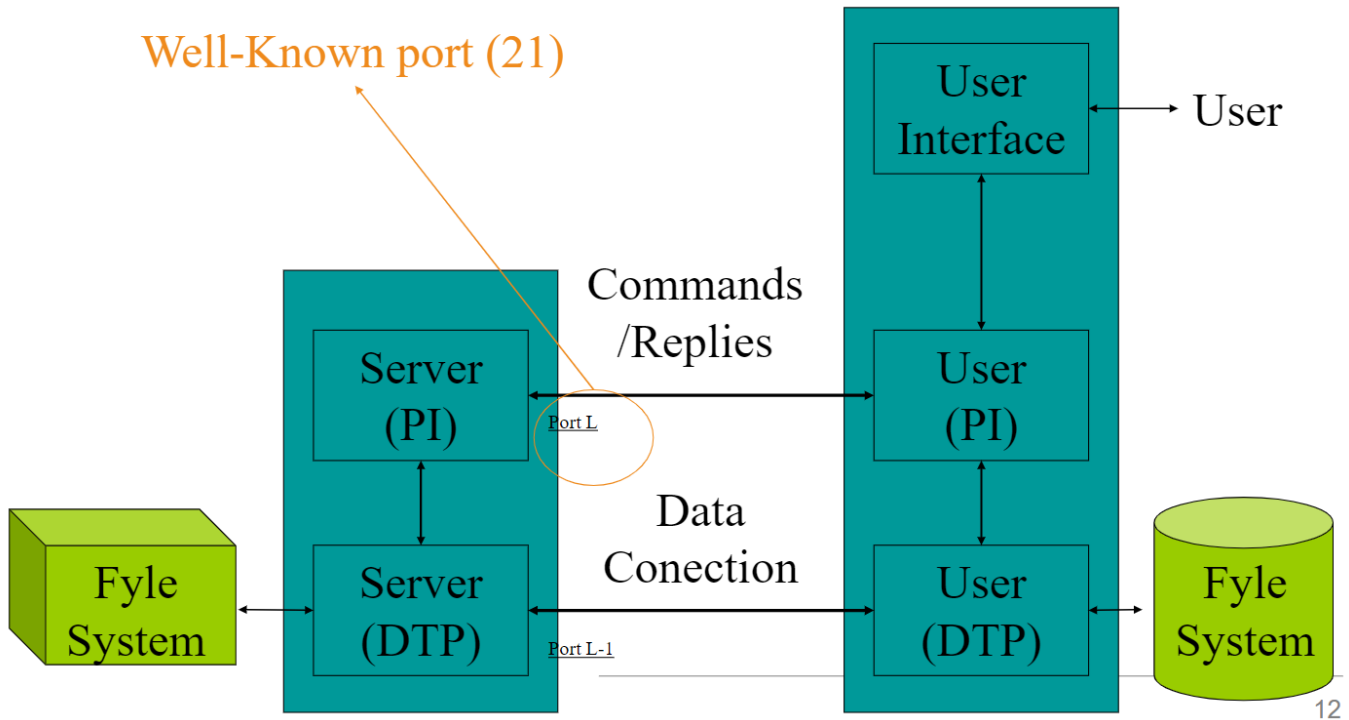 Well-Known port (21)
User
Interface
User
Commands
/Replies
Server
(PI)
User
(PI)
Port L
Data
Conection
Fyle
System
Server
(DTP)
User
(DTP)
Fyle
System
Port L-1
12